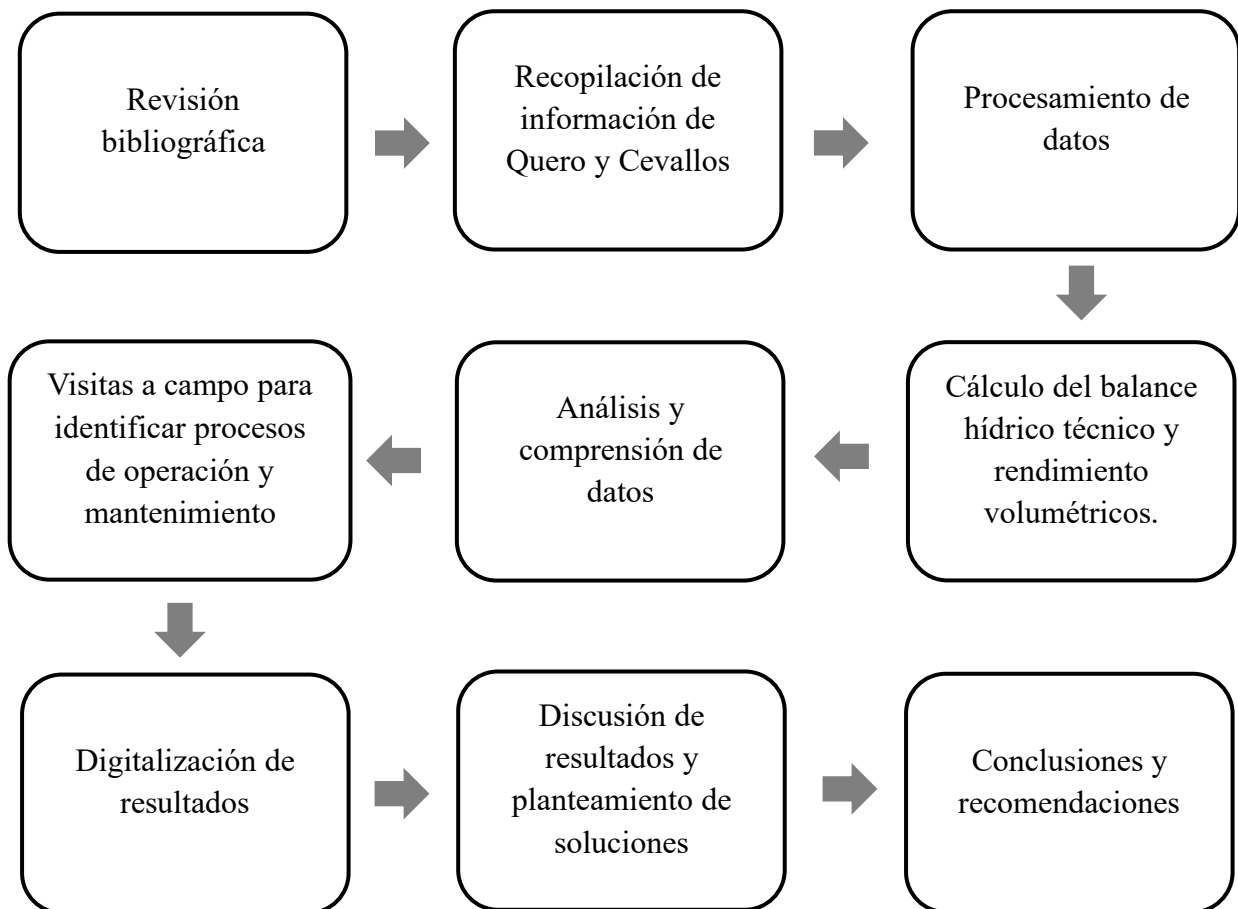 Revisión
bibliográfica
Recopilación de
información de
Quero y Cevallos
Procesamiento de
datos
Cálculo del balance
hídrico técnico y
rendimiento
volumétricos.
Análisis y
comprensión de
datos
Visitas a campo para
identificar procesos
de operación y
mantenimiento
Digitalización de
resultados
Discusión de
resultados y
planteamiento de
soluciones
Conclusiones y
recomendaciones